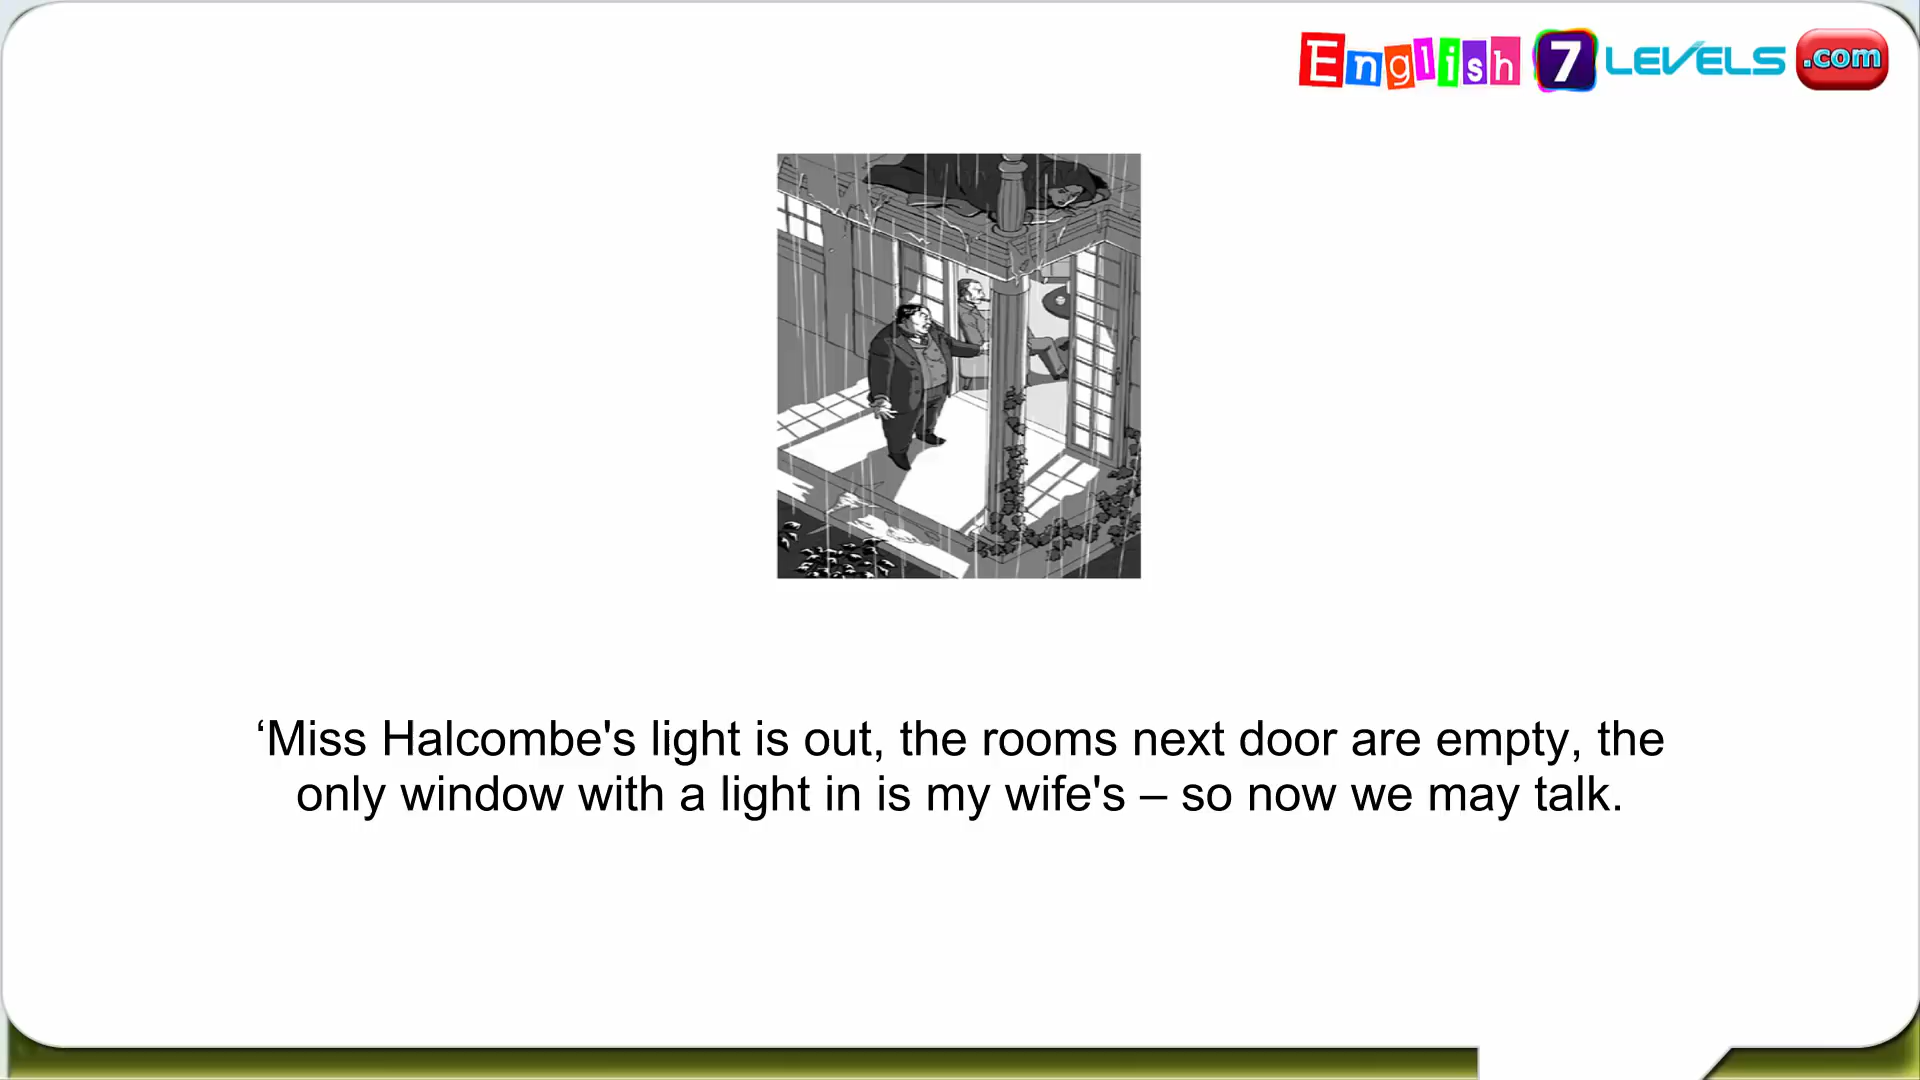 English 7 LEVELS .com
‘Miss Halcombe's light is out, the rooms next door are empty, the
only window with a light in is my wife's – so now we may talk.